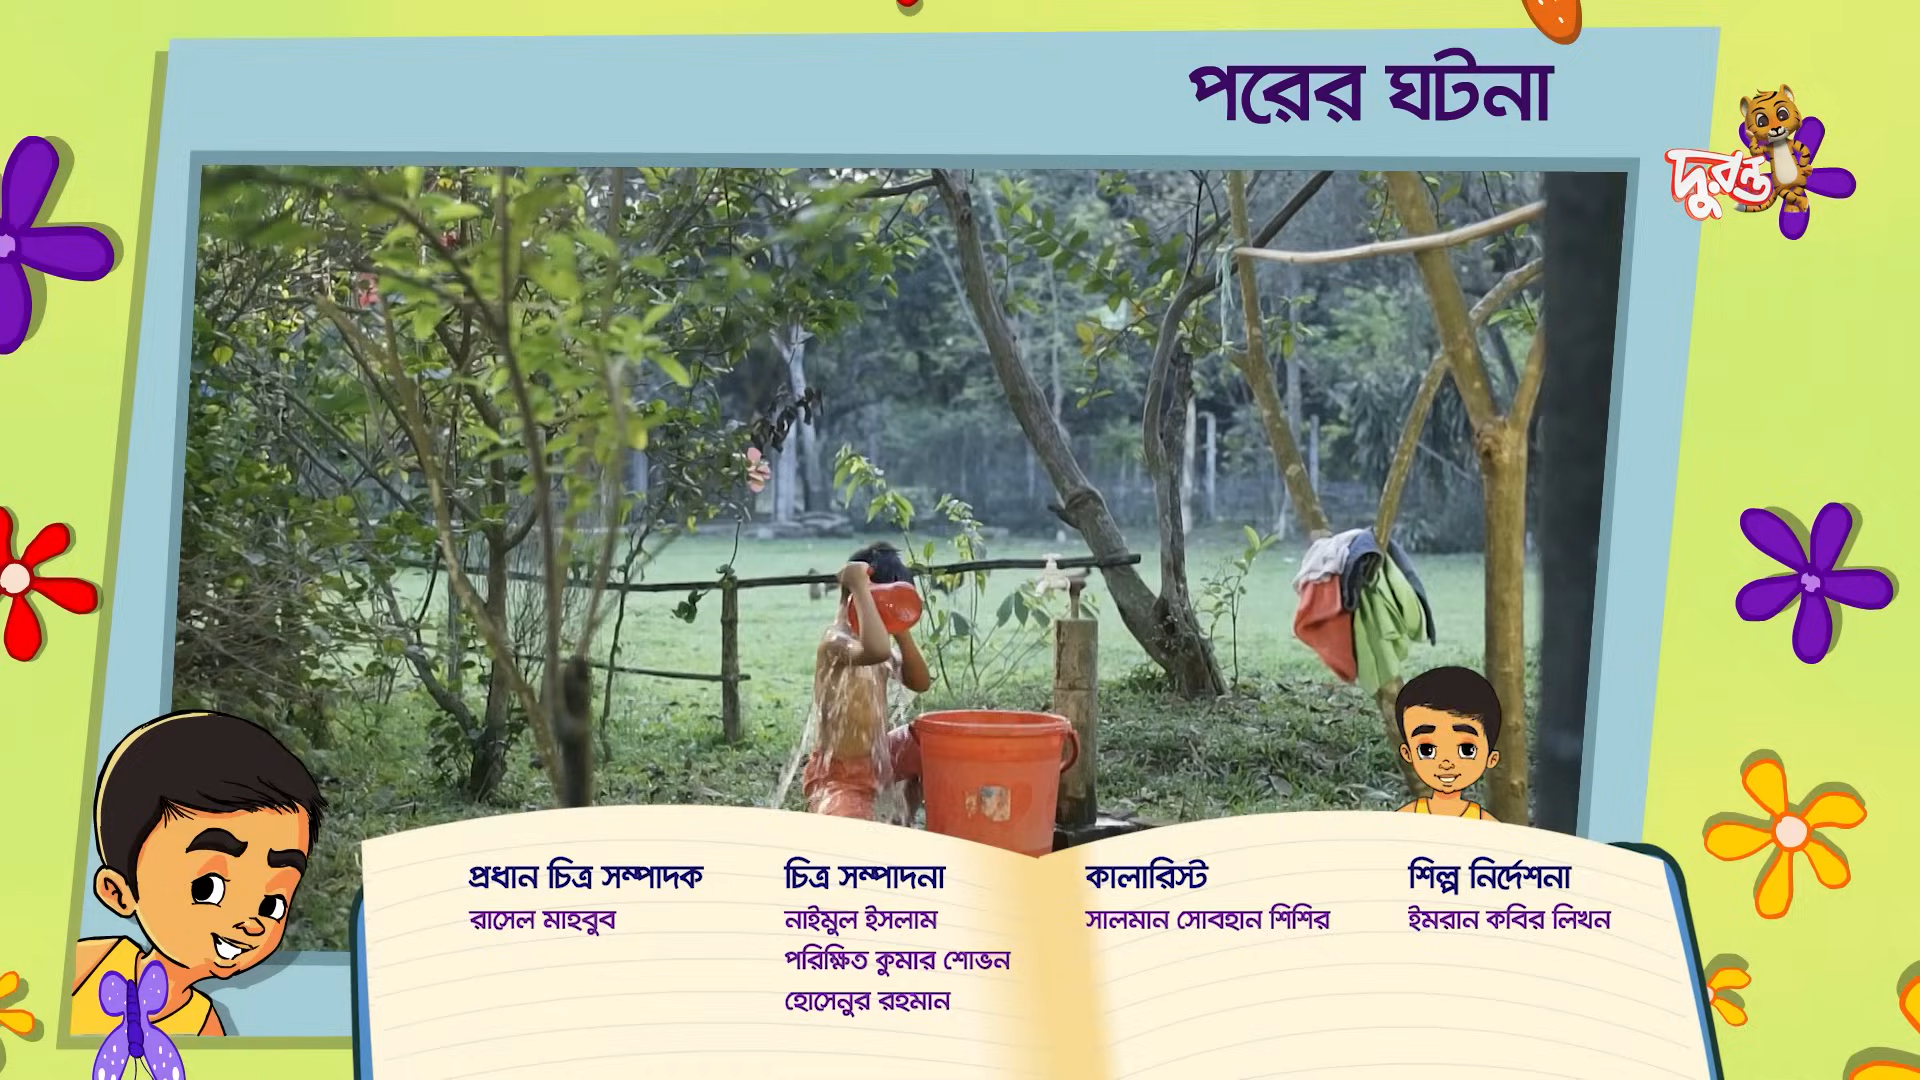 পরের ঘটনা
দুরন্ত
প্রধান চিত্র সম্পাদক
রাসেল মাহবুব
চিত্র সম্পাদনা
নাইমুল ইসলাম
পরিক্ষিত কুমার শোভন
হোসেনুর রহমান
কালারিস্ট
সালমান সোবহান শিশির
শিল্প নির্দেশনা
ইমরান কবির লিখন